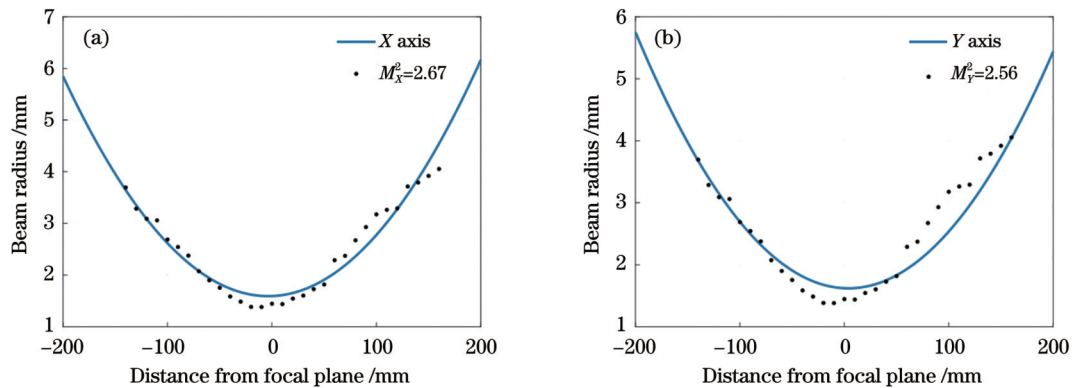 (a)
X axis
M²_X=2.67
7
6
5
4
3
2
1
−200
−100
0
100
200
Beam radius /mm
Distance from focal plane /mm
(b)
Y axis
M²_Y=2.56
6
5
4
3
2
1
−200
−100
0
100
200
Beam radius /mm
Distance from focal plane /mm